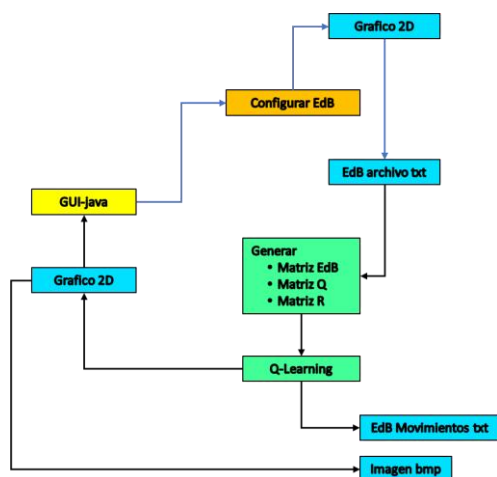 Grafico 2D
Configurar EdB
EdB archivo txt
GUI-java
Generar
• Matriz EdB
• Matriz Q
• Matriz R
Grafico 2D
Q-Learning
EdB Movimientos txt
Imagen bmp